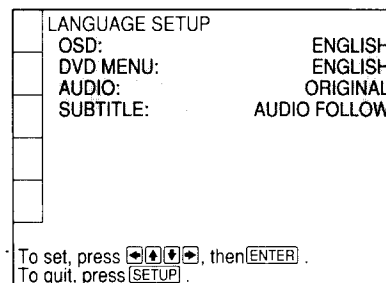 LANGUAGE SETUP
OSD: ENGLISH
DVD MENU: ENGLISH
AUDIO: ORIGINAL
SUBTITLE: AUDIO FOLLOW
To set, press ←↑↓→, then ENTER .
To quit, press SETUP .